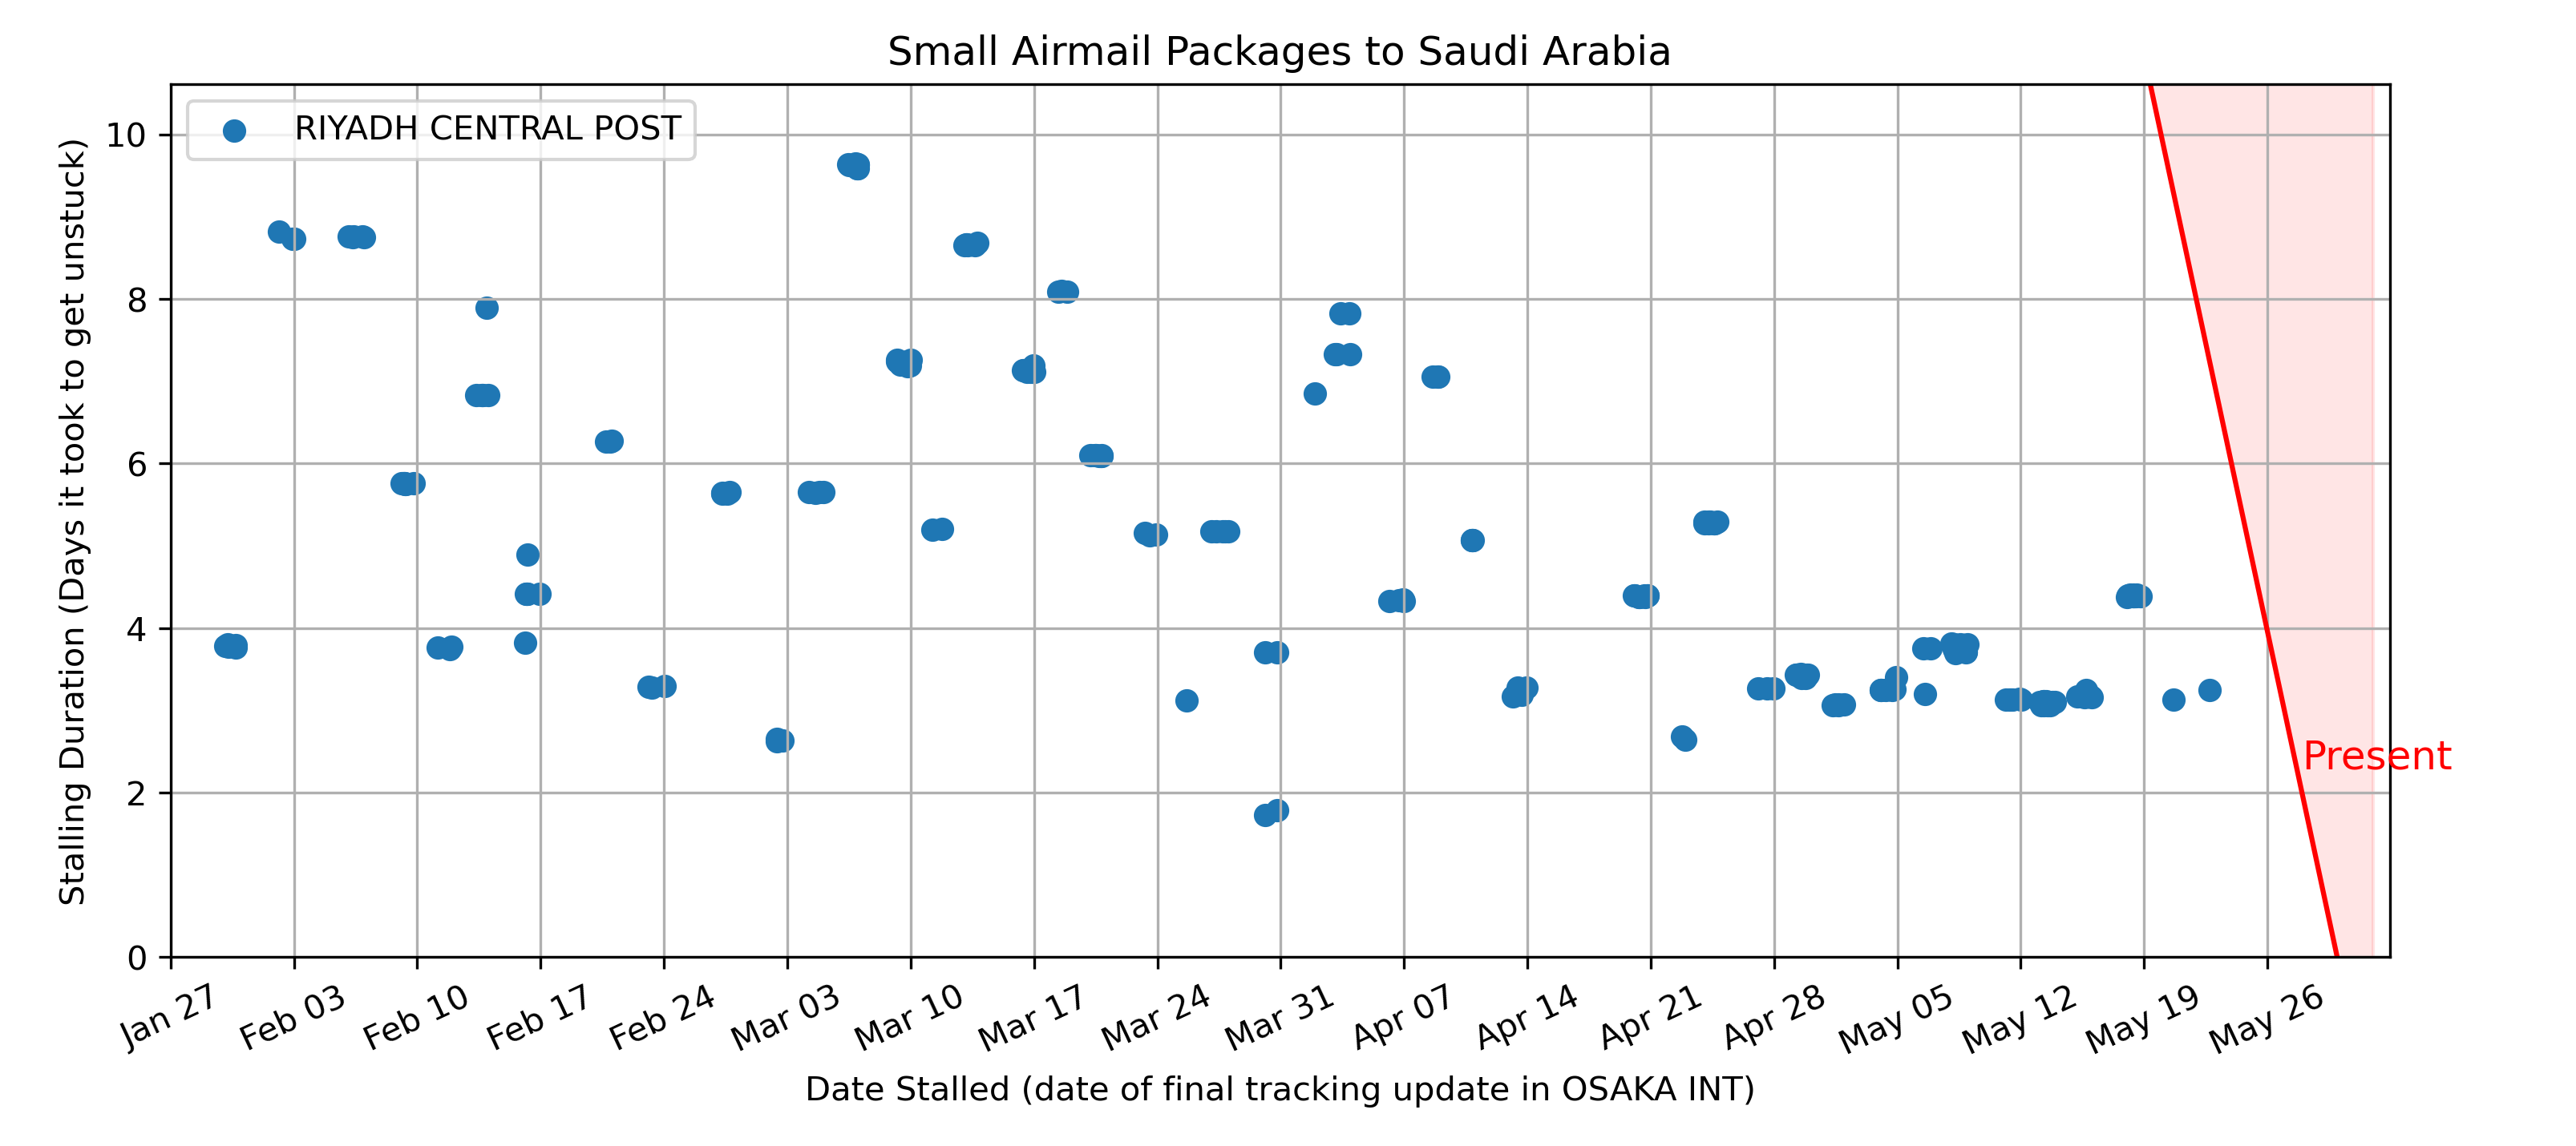 Small Airmail Packages to Saudi Arabia
RIYADH CENTRAL POST
Stalling Duration (Days it took to get unstuck)
10
8
6
4
2
0
Present
Jan 27
Feb 03
Feb 10
Feb 17
Feb 24
Mar 03
Mar 10
Mar 17
Mar 24
Mar 31
Apr 07
Apr 14
Apr 21
Apr 28
May 05
May 12
May 19
May 26
Date Stalled (date of final tracking update in OSAKA INT)